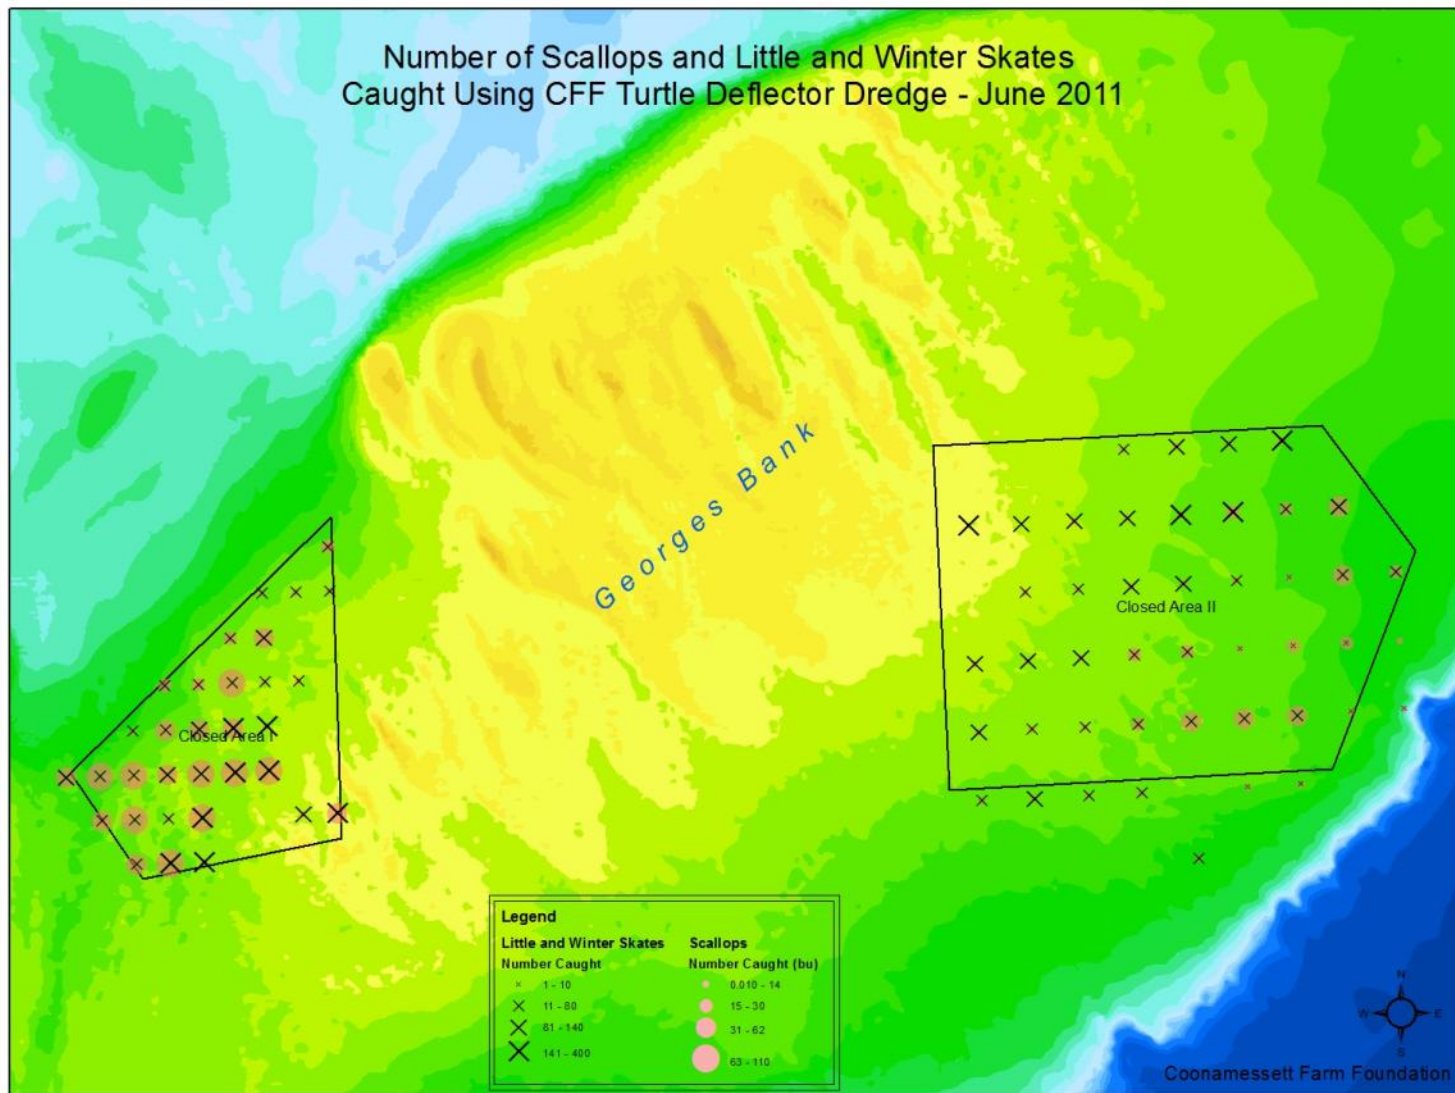 Number of Scallops and Little and Winter Skates
Caught Using CFF Turtle Deflector Dredge - June 2011
Georges Bank
Closed Area II
Closed Area I
Legend
Little and Winter Skates
Number Caught
1 - 10
11 - 80
81 - 140
141 - 400
Scallops
Number Caught (bu)
0.010 - 14
15 - 30
31 - 62
63 - 110
N
W
E
S
Coonamessett Farm Foundation